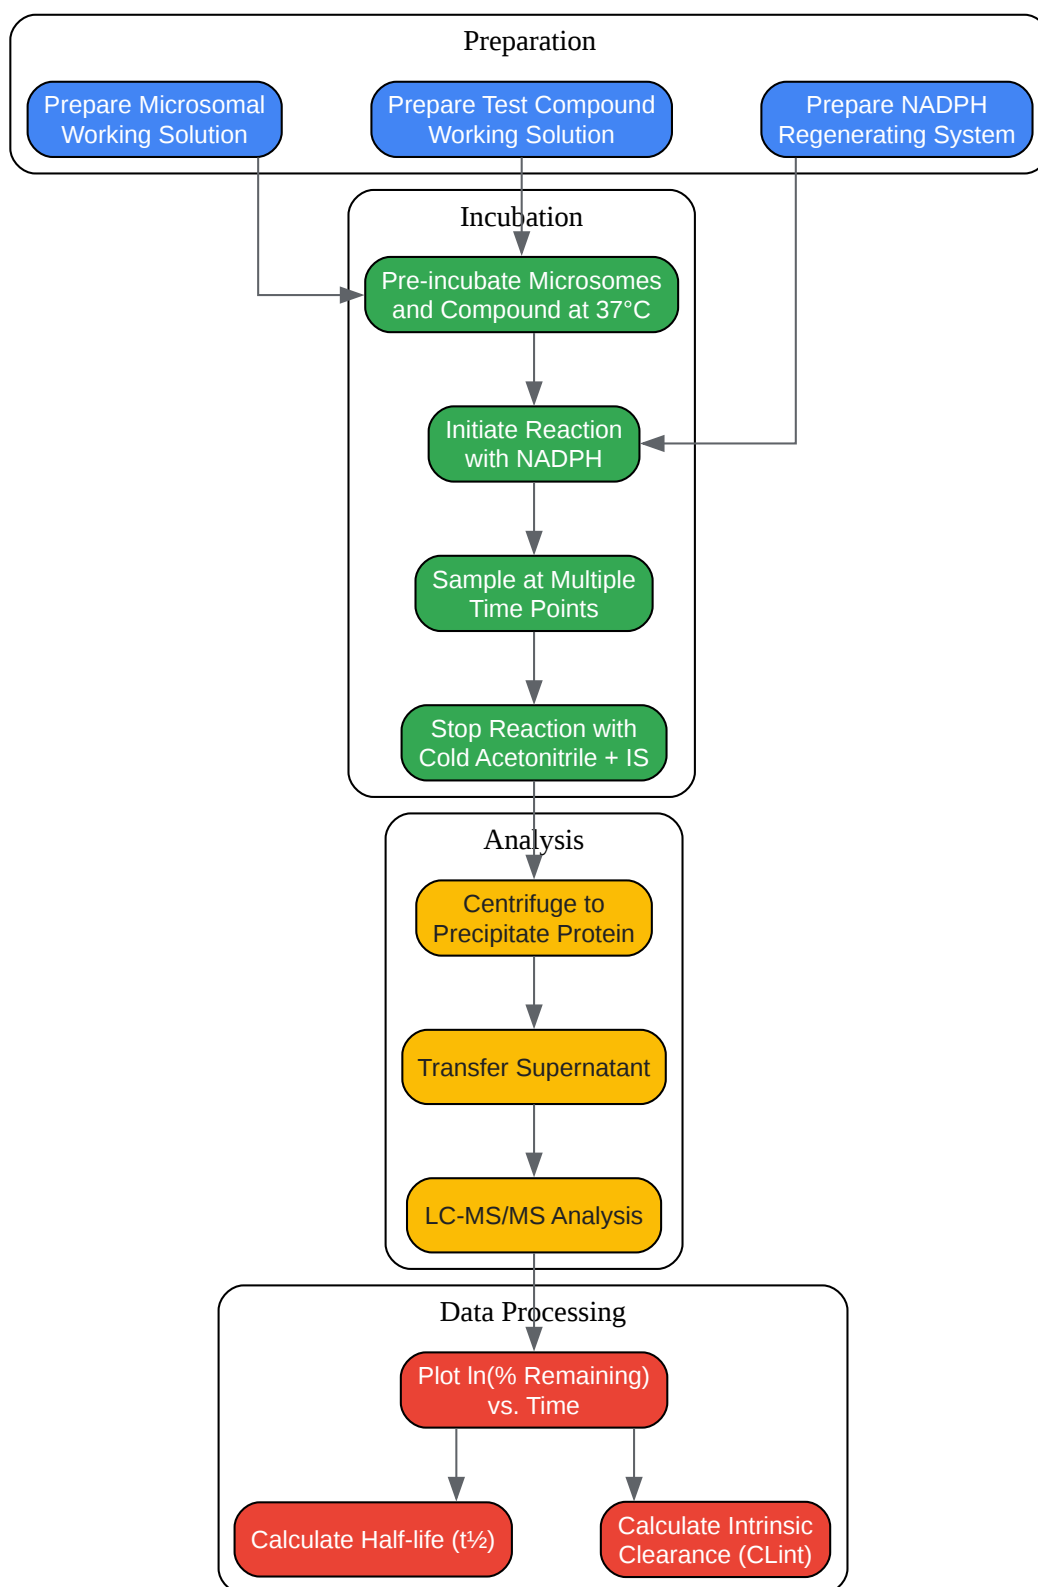 Preparation
Prepare Microsomal
Working Solution
Prepare Test Compound
Working Solution
Prepare NADPH
Regenerating System
Incubation
Pre-incubate Microsomes
and Compound at 37°C
Initiate Reaction
with NADPH
Sample at Multiple
Time Points
Stop Reaction with
Cold Acetonitrile + IS
Analysis
Centrifuge to
Precipitate Protein
Transfer Supernatant
LC-MS/MS Analysis
Data Processing
Plot ln(% Remaining)
vs. Time
Calculate Half-life (t½)
Calculate Intrinsic
Clearance (CLint)